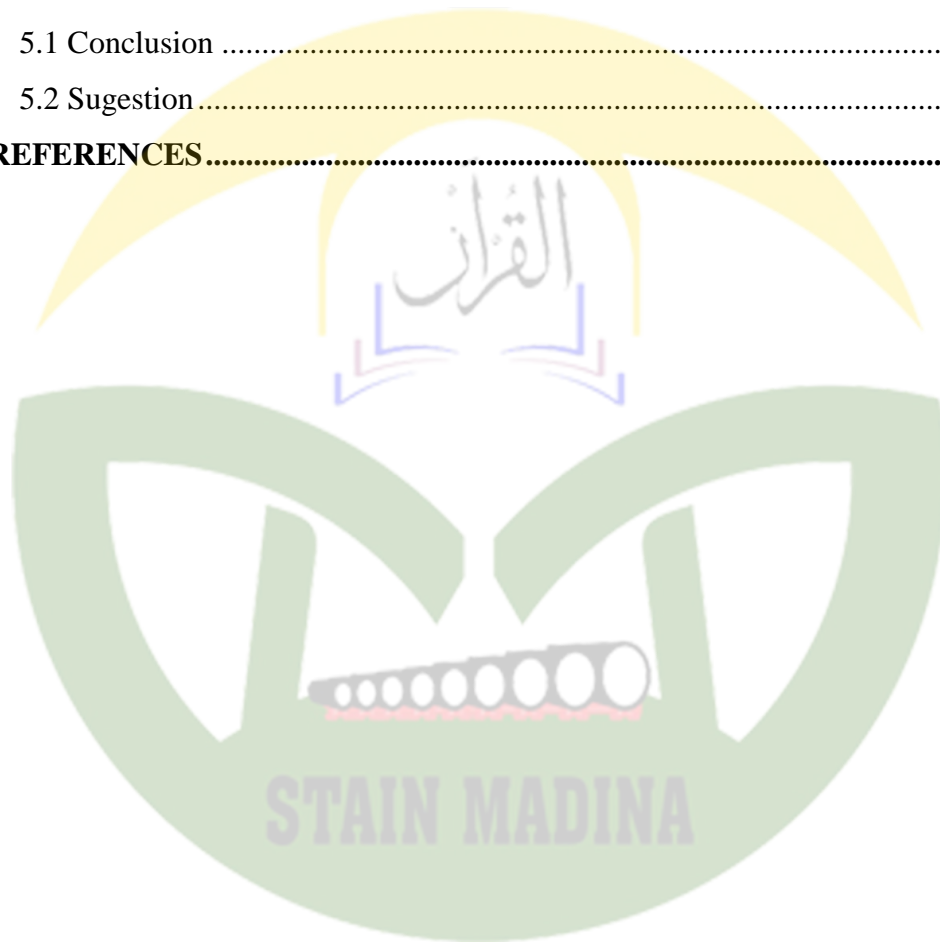 5.1 Conclusion ........................................................................................................
5.2 Sugestion............................................................................................................
REFERENCES.........................................................................................................
القرآن
STAIN MADINA